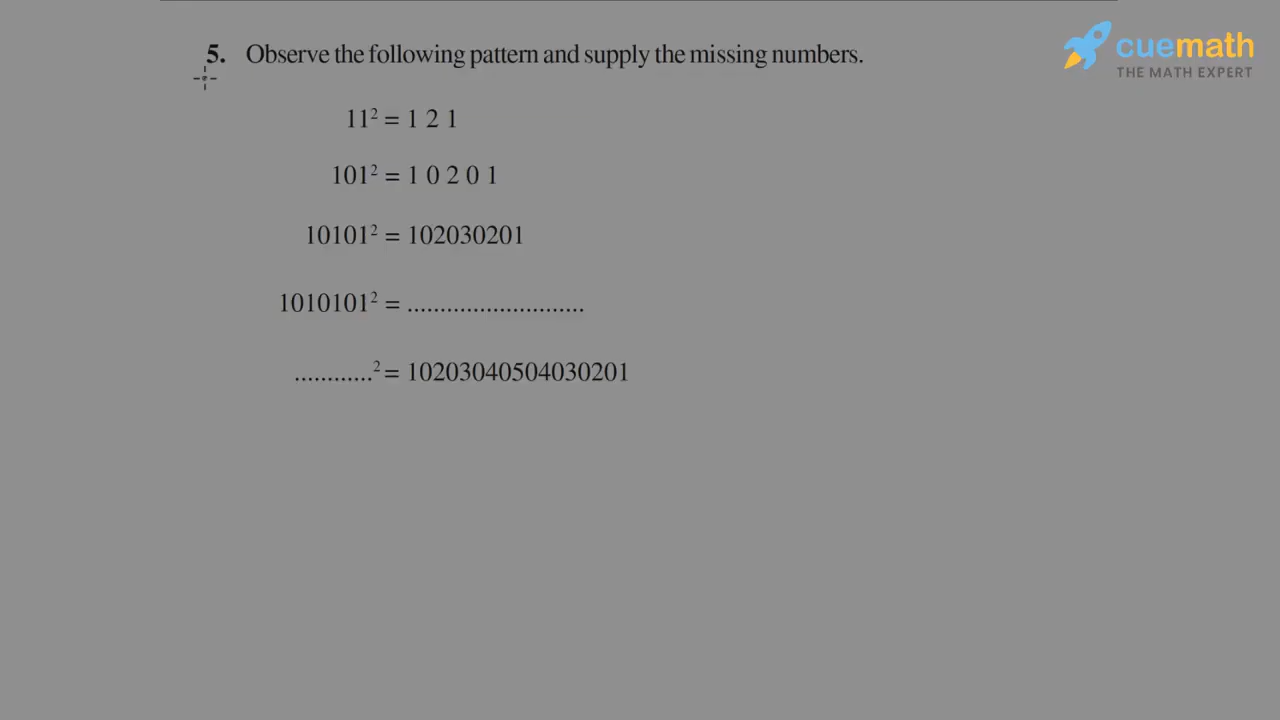 cuemath
THE MATH EXPERT
5. Observe the following pattern and supply the missing numbers.
11² = 1 2 1
101² = 1 0 2 0 1
10101² = 102030201
1010101² = ...........................
............² = 10203040504030201